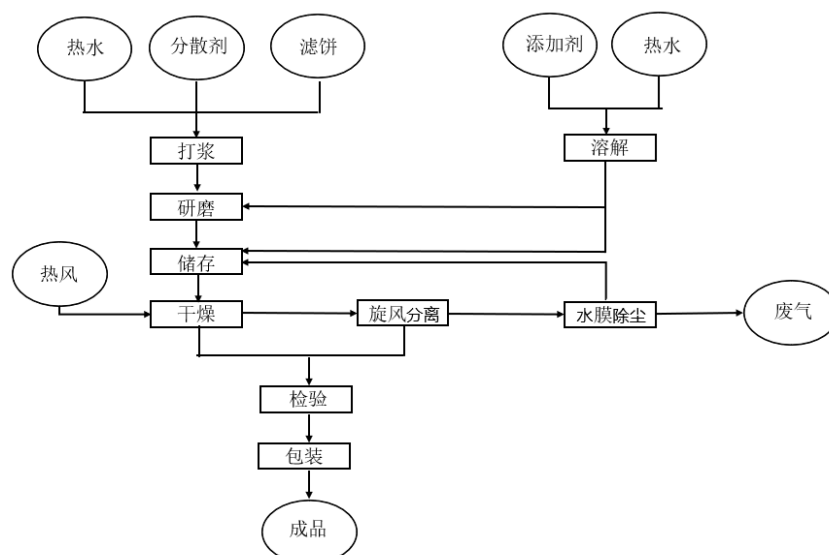 热水
分散剂
滤饼
添加剂
热水
打浆
溶解
研磨
储存
热风
干燥
旋风分离
水膜除尘
废气
检验
包装
成品